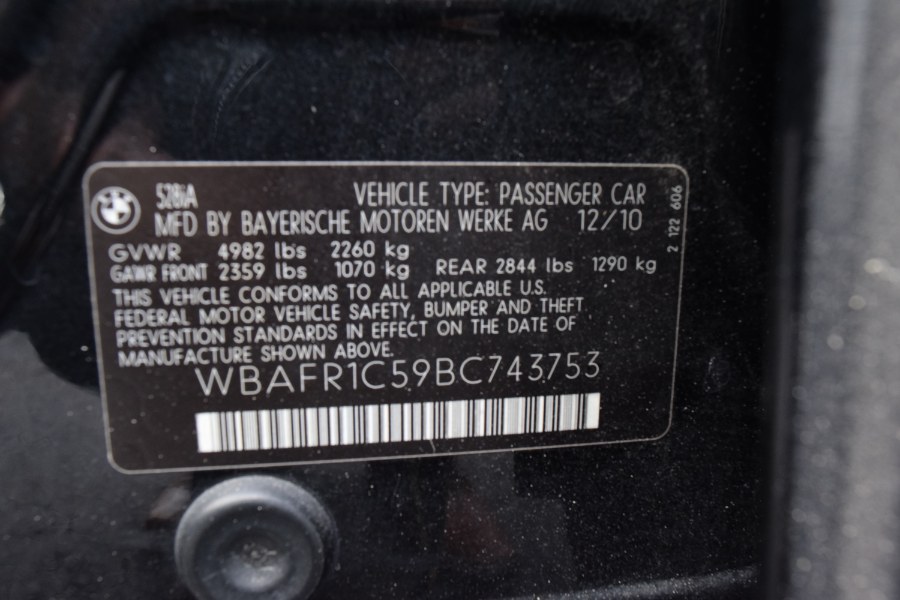 528iA VEHICLE TYPE: PASSENGER CAR
MFD BY BAYERISCHE MOTOREN WERKE AG 12/10
GVWR 4982 lbs 2260 kg
GAWR FRONT 2359 lbs 1070 kg REAR 2844 lbs 1290 kg
THIS VEHICLE CONFORMS TO ALL APPLICABLE U.S.
FEDERAL MOTOR VEHICLE SAFETY, BUMPER AND THEFT
PREVENTION STANDARDS IN EFFECT ON THE DATE OF
MANUFACTURE SHOWN ABOVE.
WBAFR1C59BC743753
2 122 606
BMW